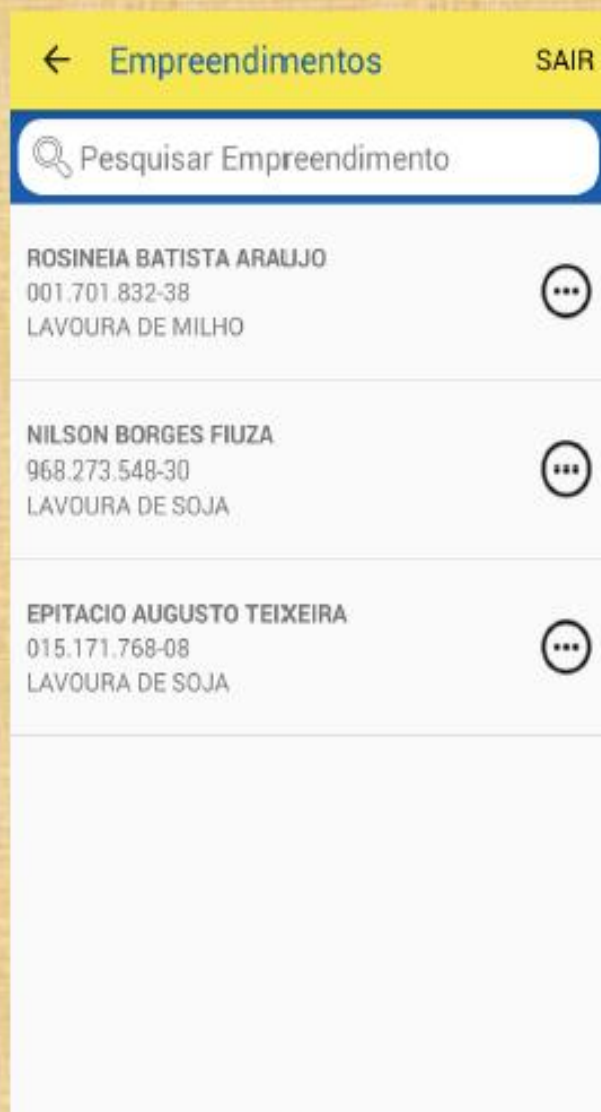 ← Empreendimentos SAIR
Pesquisar Empreendimento
ROSINEIA BATISTA ARAUJO
001.701.832-38
LAVOURA DE MILHO
NILSON BORGES FIUZA
968.273.548-30
LAVOURA DE SOJA
EPITACIO AUGUSTO TEIXEIRA
015.171.768-08
LAVOURA DE SOJA